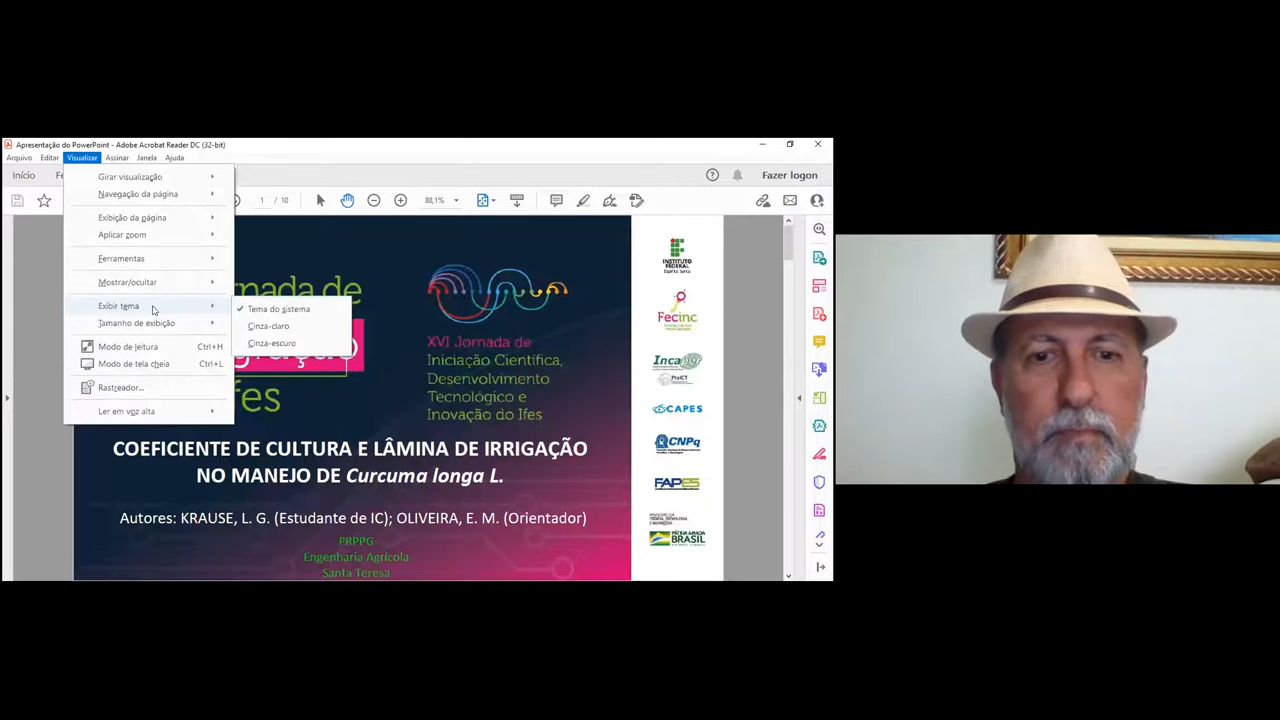 Apresentação do PowerPoint - Adobe Acrobat Reader DC (32-bit)
Arquivo Editar Visualizar Assinar Janela Ajuda
Início
Fazer logon
1 / 10
88,1%
Girar visualização
Navegação da página
Exibição da página
Aplicar zoom
Ferramentas
Mostrar/ocultar
Exibir tema
Tamanho de exibição
Modo de leitura Ctrl+H
Modo de tela cheia Ctrl+L
Rastreador...
Ler em voz alta
Tema do sistema
Cinza-claro
Cinza-escuro
XVI Jornada de
Iniciação Científica,
Desenvolvimento
Tecnológico e
Inovação do Ifes
COEFICIENTE DE CULTURA E LÂMINA DE IRRIGAÇÃO
NO MANEJO DE Curcuma longa L.
Autores: KRAUSE, L. G. (Estudante de IC); OLIVEIRA, E. M. (Orientador)
PRPPG
Engenharia Agrícola
Santa Teresa
INSTITUTO
FEDERAL
Espírito Santo
Fecinc
Incaper
ProICT
CAPES
CNPq
FAPES
PÁTRIA AMADA
BRASIL